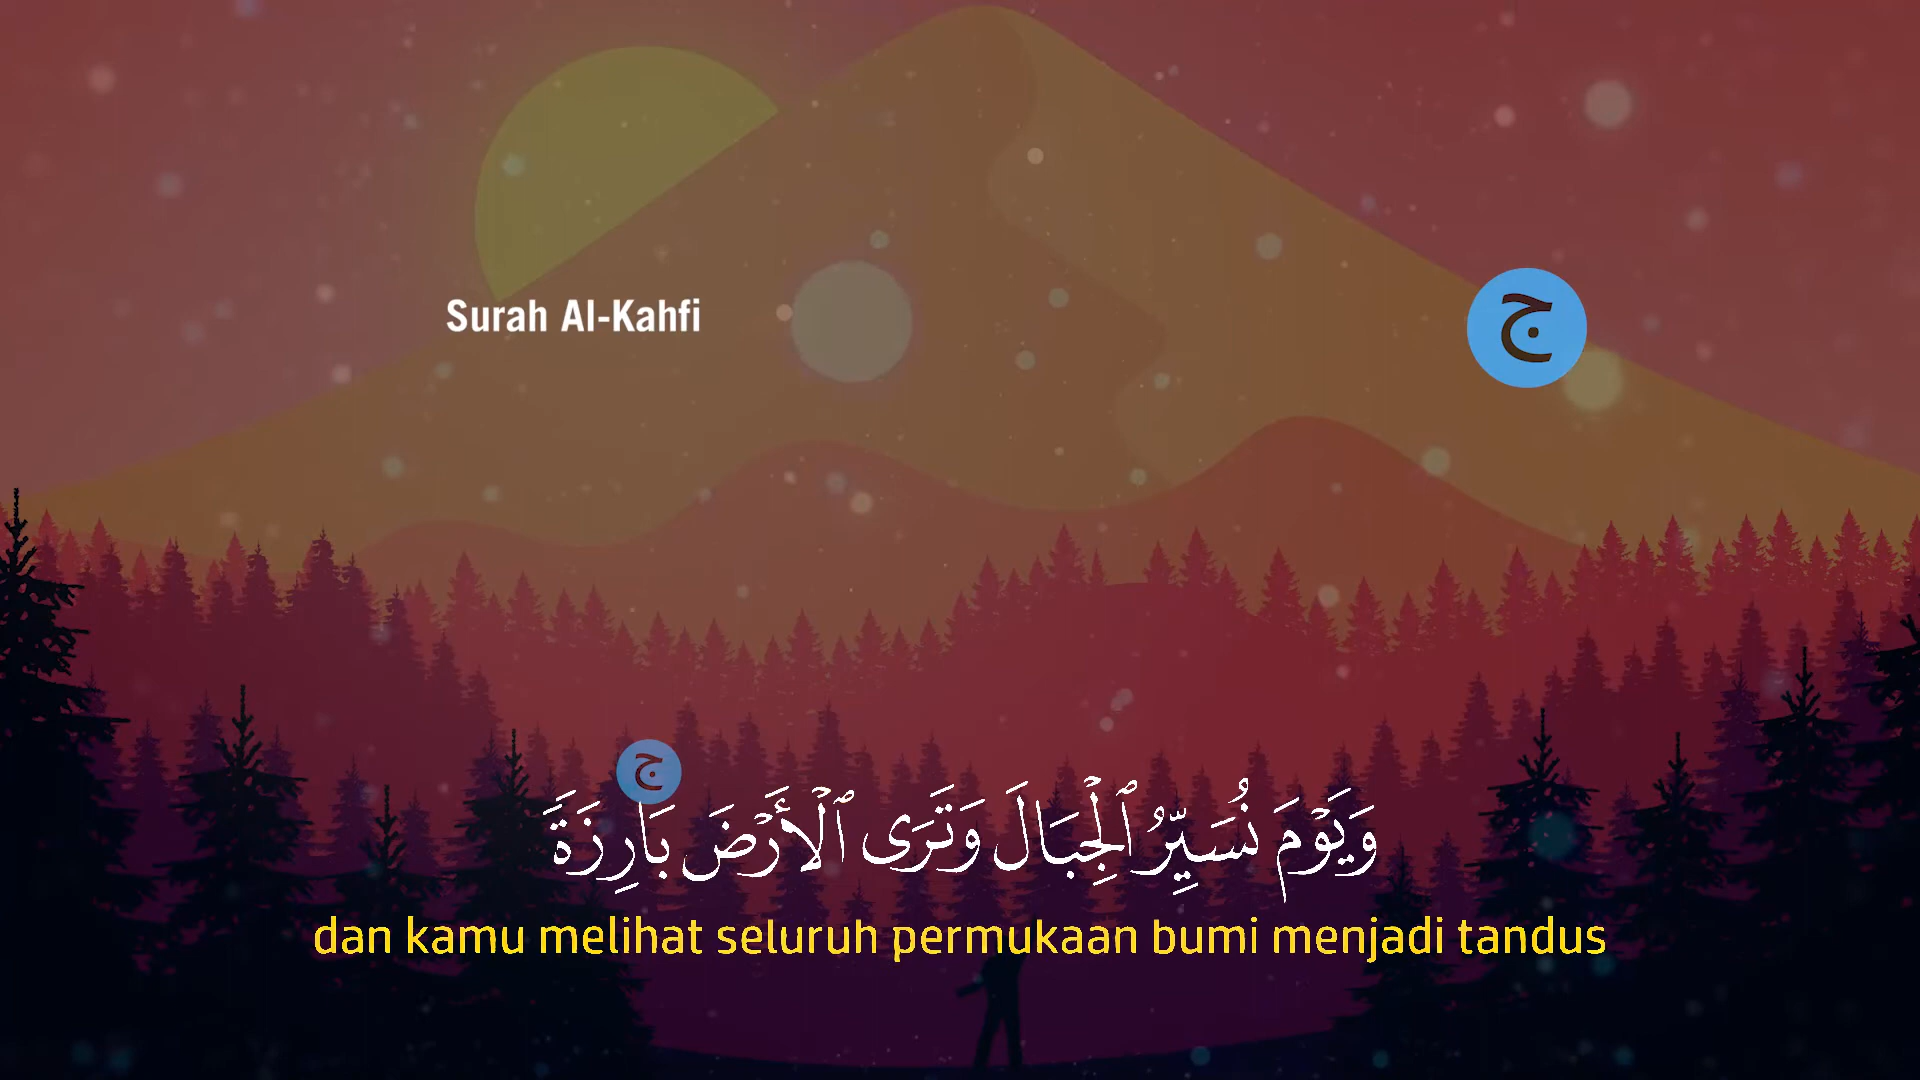 Surah Al-Kahfi
ج
ج
وَيَوْمَ نُسَيِّرُ ٱلْجِبَالَ وَتَرَى ٱلْأَرْضَ بَارِزَةً
dan kamu melihat seluruh permukaan bumi menjadi tandus